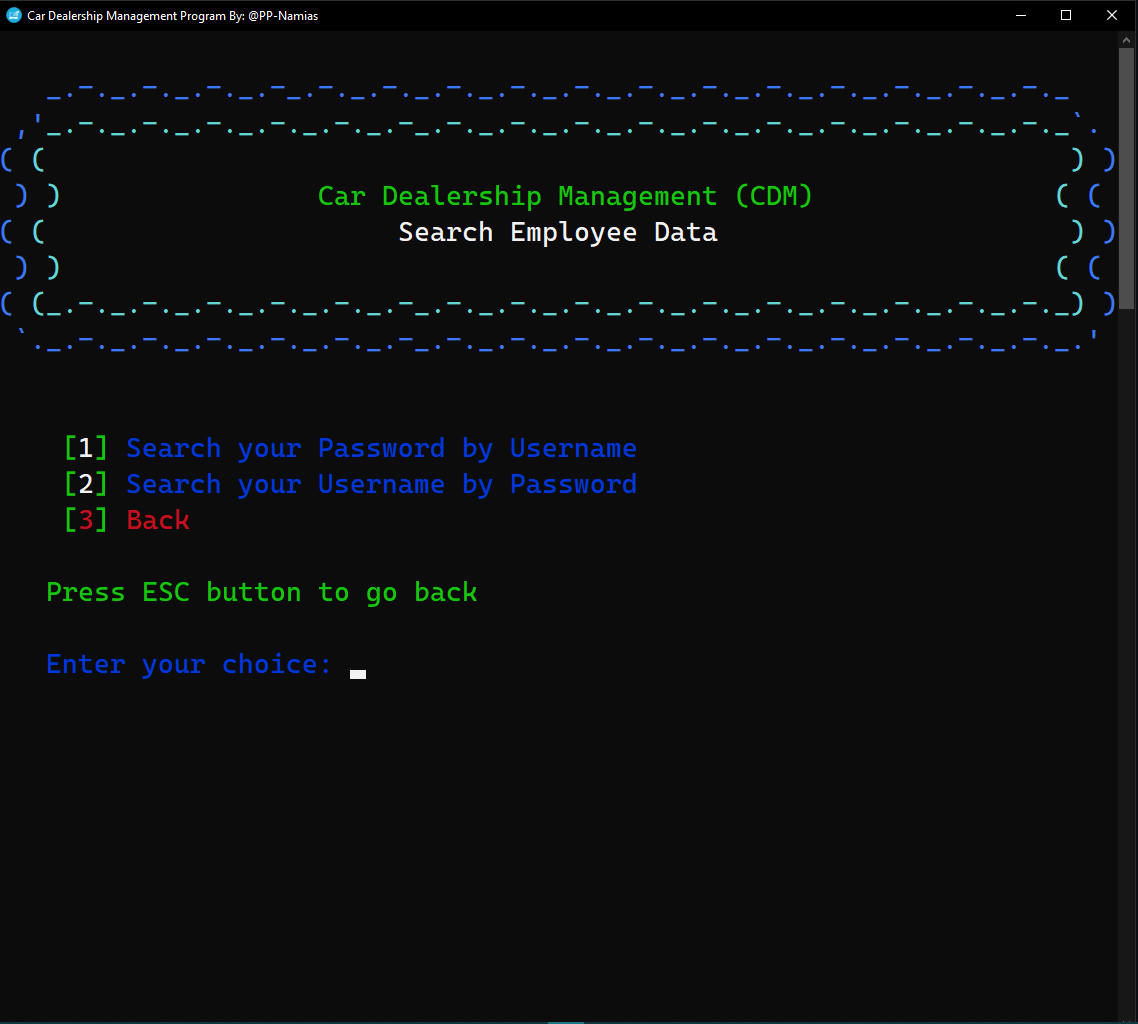 Car Dealership Management Program By: @PP-Namias
Car Dealership Management (CDM)
Search Employee Data
[1] Search your Password by Username
[2] Search your Username by Password
[3] Back
Press ESC button to go back
Enter your choice: